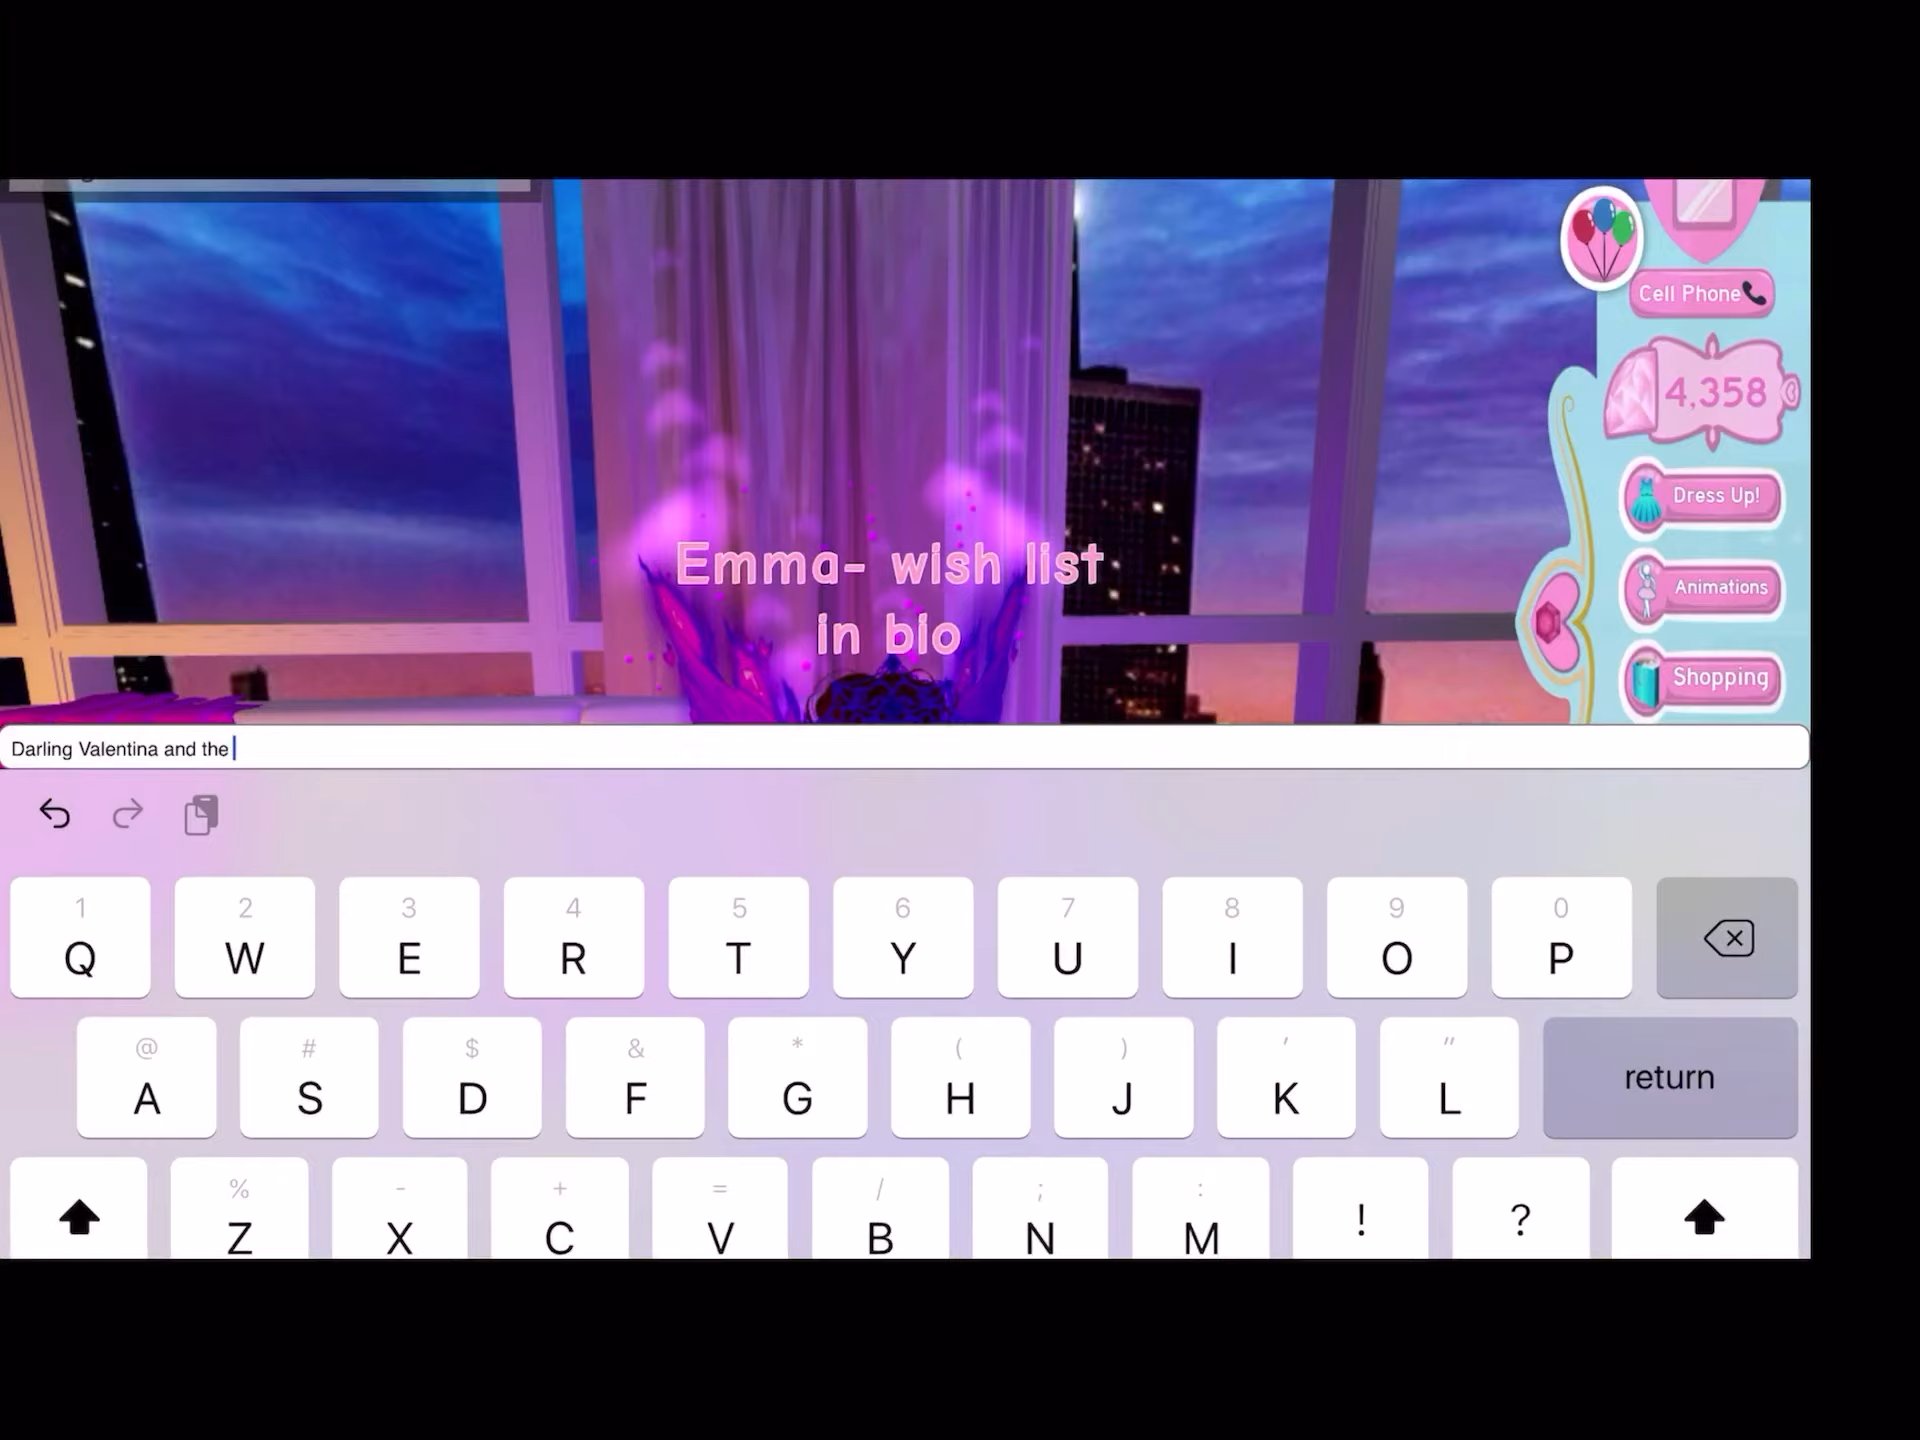 Cell Phone
4,358
Dress Up!
Animations
Shopping
Emma- wish list
in bio
Darling Valentina and the
1 2 3 4 5 6 7 8 9 0
Q W E R T Y U I O P
@ # $ & * ( ) ' "
A S D F G H J K L return
% - + = / ; :
Z X C V B N M ! ?